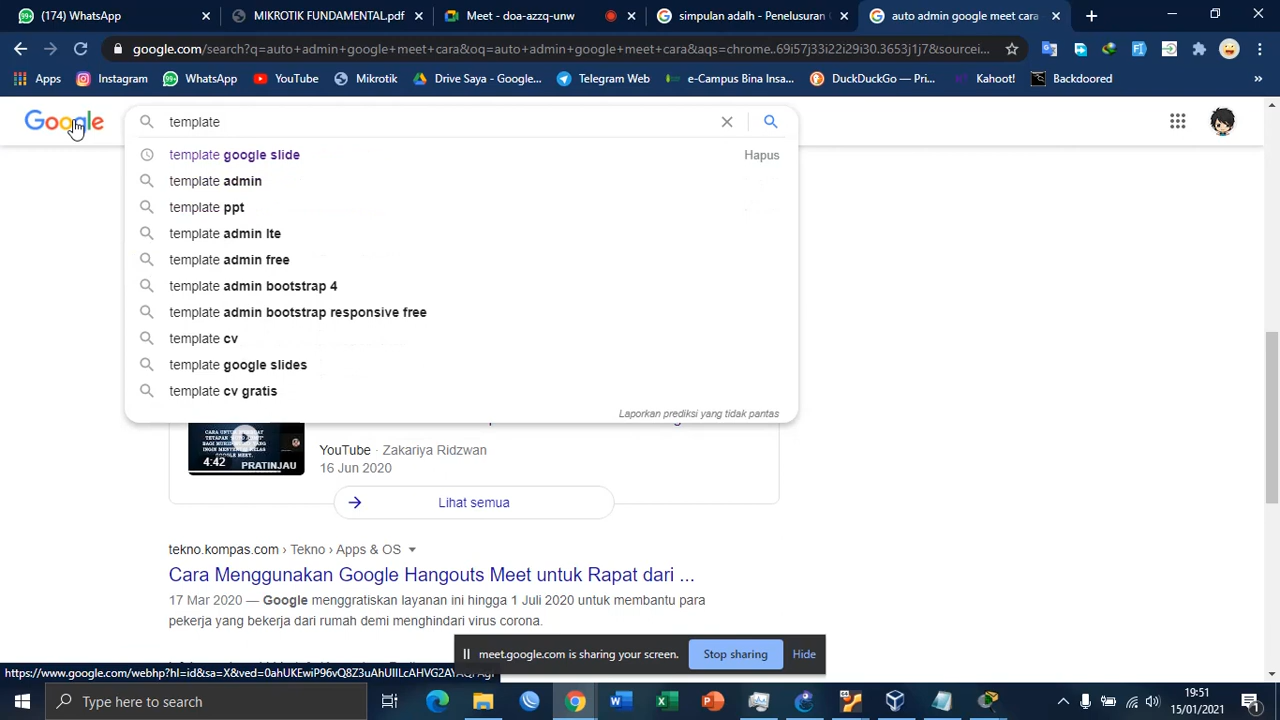 (174) WhatsApp
MIKROTIK FUNDAMENTAL.pdf
Meet - doa-azzq-unw
simpulan adalh - Penelusuran
auto admin google meet cara
google.com/search?q=auto+admin+google+meet+cara&oq=auto+admin+google+meet+cara&aqs=chrome..69i57j33i22i29i30.3653j1j7&sourcei...
Apps
Instagram
WhatsApp
YouTube
Mikrotik
Drive Saya - Google...
Telegram Web
e-Campus Bina Insa...
DuckDuckGo — Pri...
Kahoot!
Backdoored
»
Google
template
template google slide
Hapus
template admin
template ppt
template admin lte
template admin free
template admin bootstrap 4
template admin bootstrap responsive free
template cv
template google slides
template cv gratis
Laporkan prediksi yang tidak pantas
4:42
PRATINJAU
YouTube · Zakariya Ridzwan
16 Jun 2020
Lihat semua
tekno.kompas.com › Tekno › Apps & OS
Cara Menggunakan Google Hangouts Meet untuk Rapat dari ...
17 Mar 2020 — Google menggratiskan layanan ini hingga 1 Juli 2020 untuk membantu para
pekerja yang bekerja dari rumah demi menghindari virus corona.
meet.google.com is sharing your screen.
Stop sharing
Hide
Type here to search
19:51
15/01/2021